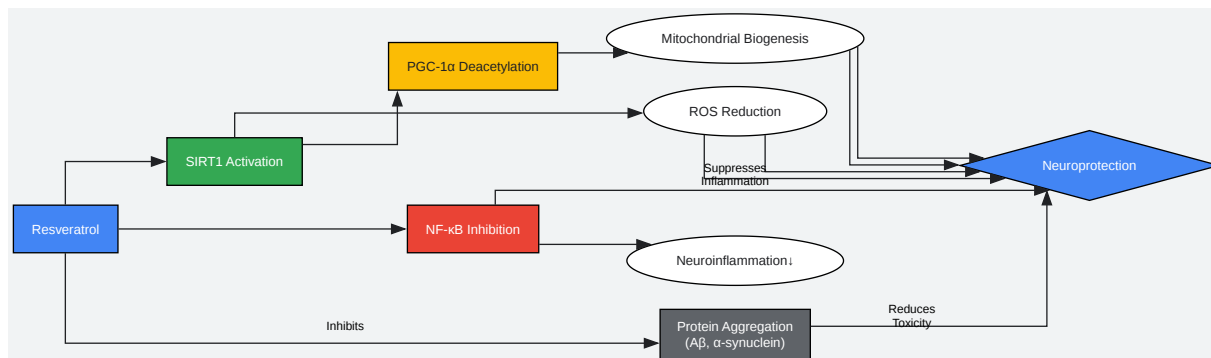 Mitochondrial Biogenesis
PGC-1α Deacetylation
ROS Reduction
SIRT1 Activation
Neuroprotection
Suppresses
Inflammation
Resveratrol
NF-κB Inhibition
Neuroinflammation↓
Reduces
Toxicity
Inhibits
Protein Aggregation
(Aβ, α-synuclein)